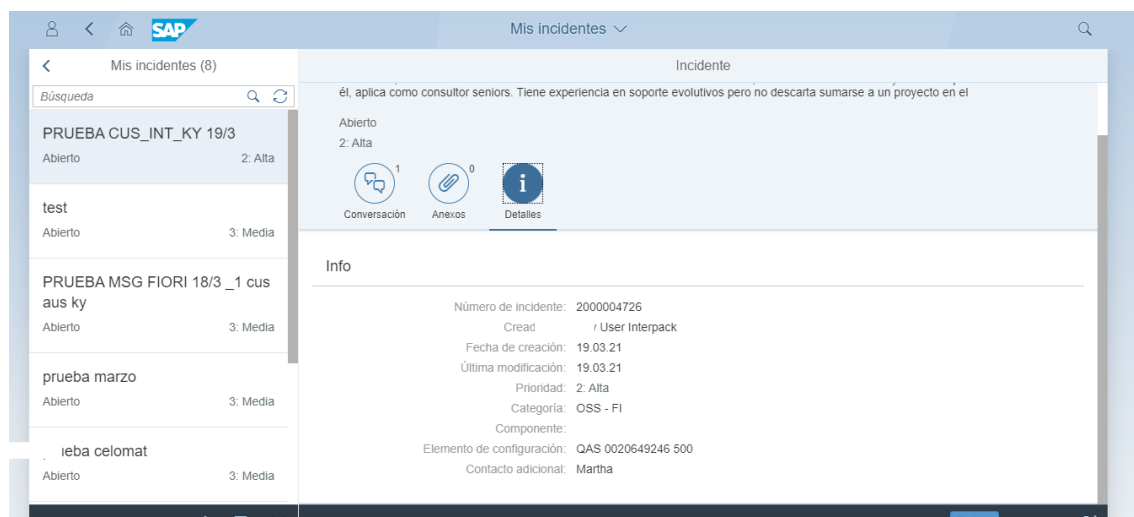 SAP
Mis incidentes
Mis incidentes (8)
Búsqueda
PRUEBA CUS_INT_KY 19/3
Abierto 2: Alta
test
Abierto 3: Media
PRUEBA MSG FIORI 18/3 _1 cus
aus ky
Abierto 3: Media
prueba marzo
Abierto 3: Media
celomat
Abierto 3: Media
Incidente
él, aplica como consultor seniors. Tiene experiencia en soporte evolutivos pero no descarta sumarse a un proyecto en el
Abierto
2: Alta
1 0
Conversación Anexos Detalles
Info
Número de incidente: 2000004726
User Interpack
Fecha de creación: 19.03.21
Última modificación: 19.03.21
Prioridad: 2: Alta
Categoría: OSS - FI
Componente:
Elemento de configuración: QAS 0020649246 500
Contacto adicional: Martha